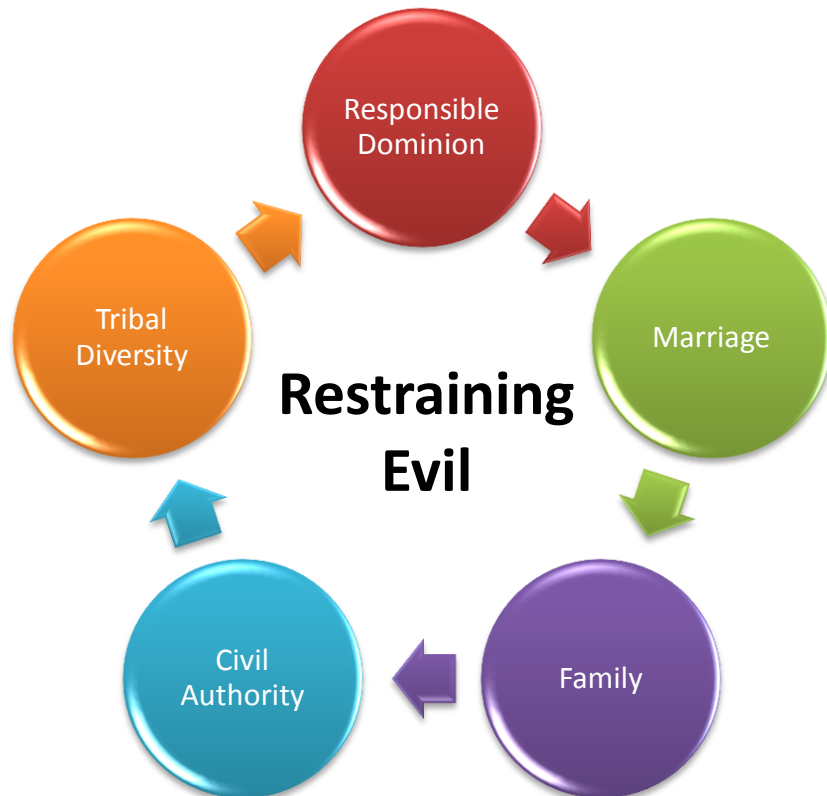 Responsible
Dominion
Marriage
Family
Civil
Authority
Tribal
Diversity
Restraining
Evil